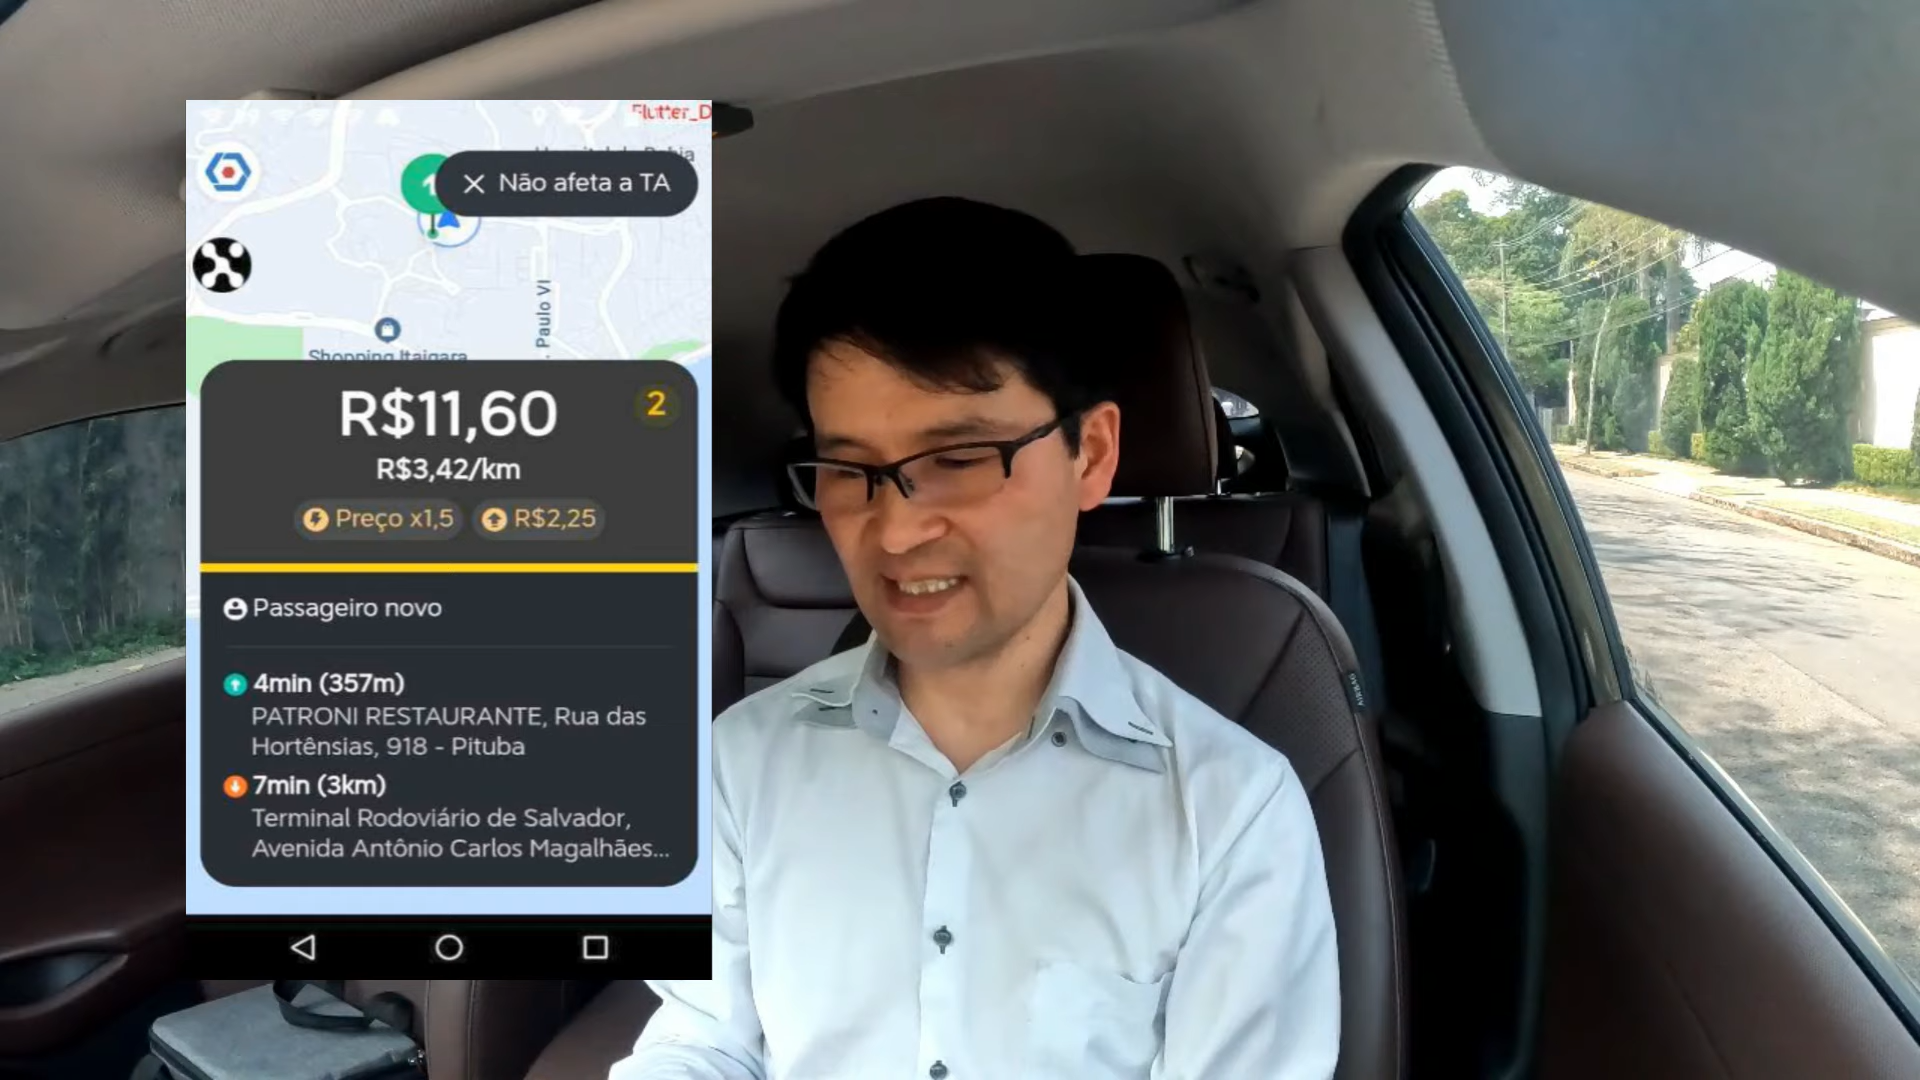 Flutter_D
Não afeta a TA
Paulo VI
Shopping Itaigara
R$11,60
2
R$3,42/km
Preço x1,5
R$2,25
Passageiro novo
4min (357m)
PATRONI RESTAURANTE, Rua das
Hortênsias, 918 - Pituba
7min (3km)
Terminal Rodoviário de Salvador,
Avenida Antônio Carlos Magalhães...
AIRBAG